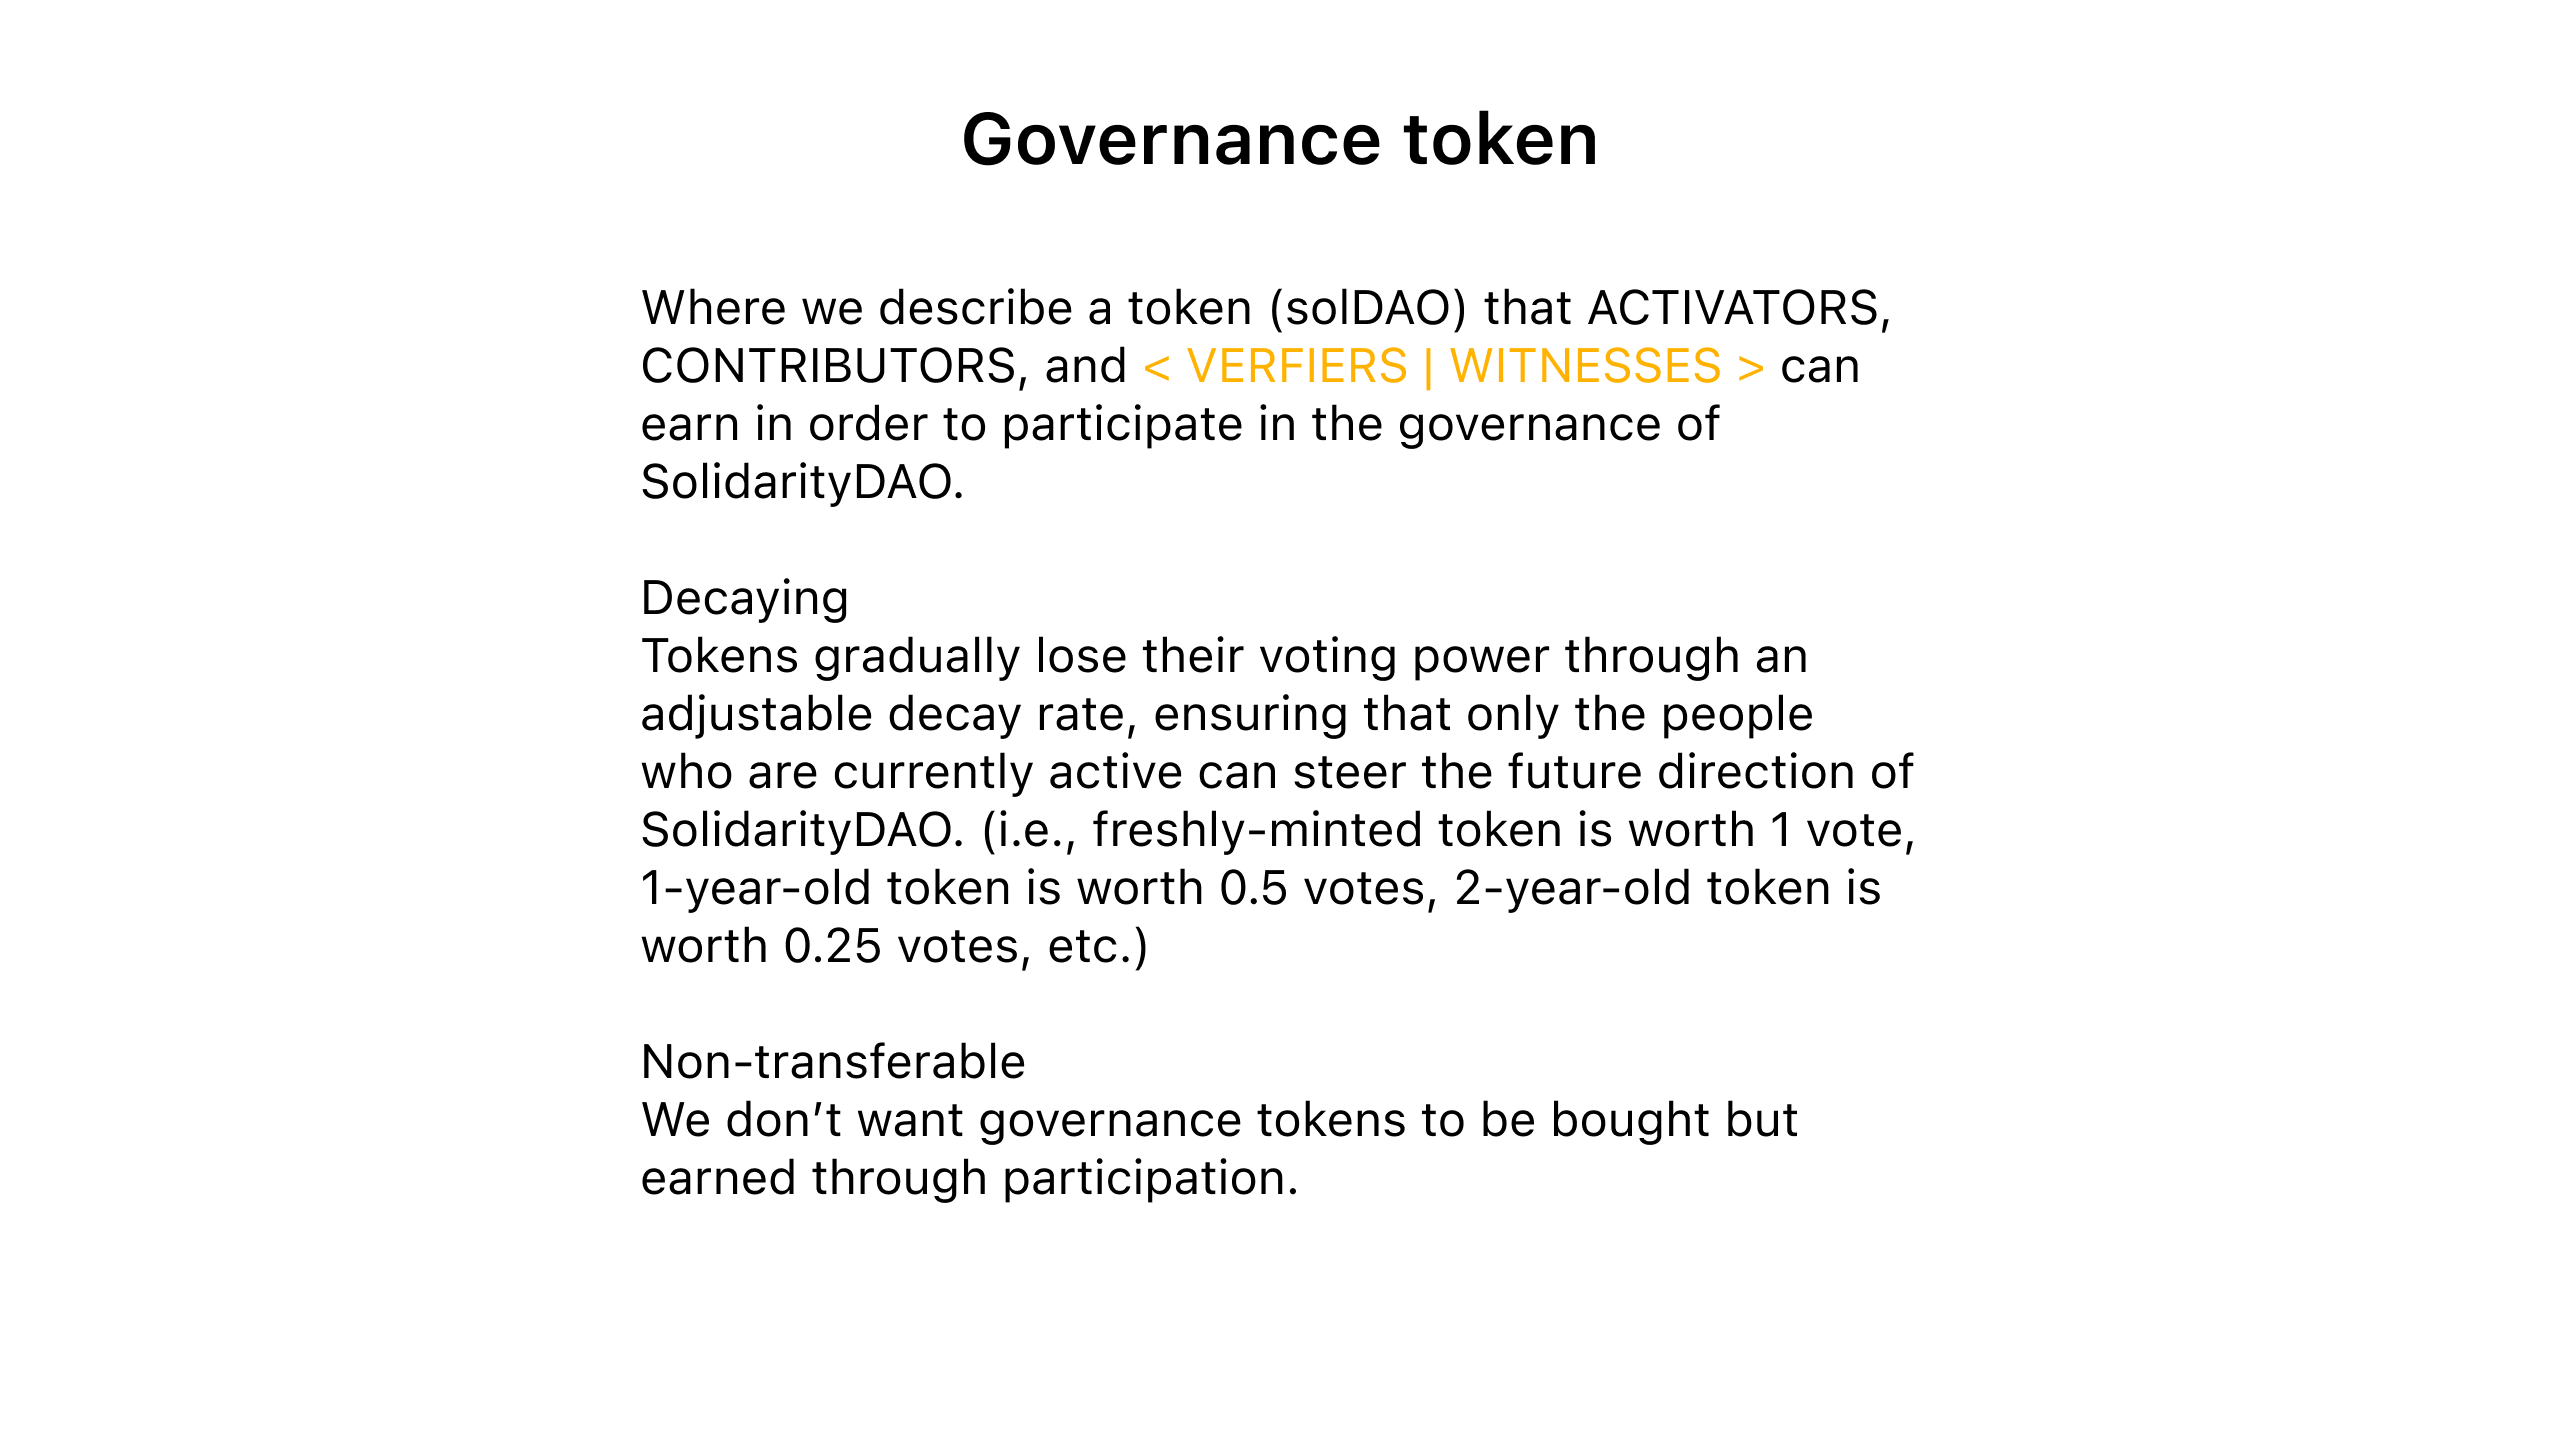 Governance token
Where we describe a token (solDAO) that ACTIVATORS,
CONTRIBUTORS, and < VERFIERS | WITNESSES > can
earn in order to participate in the governance of
SolidarityDAO.
Decaying
Tokens gradually lose their voting power through an
adjustable decay rate, ensuring that only the people
who are currently active can steer the future direction of
SolidarityDAO. (i.e., freshly-minted token is worth 1 vote,
1-year-old token is worth 0.5 votes, 2-year-old token is
worth 0.25 votes, etc.)
Non-transferable
We don’t want governance tokens to be bought but
earned through participation.